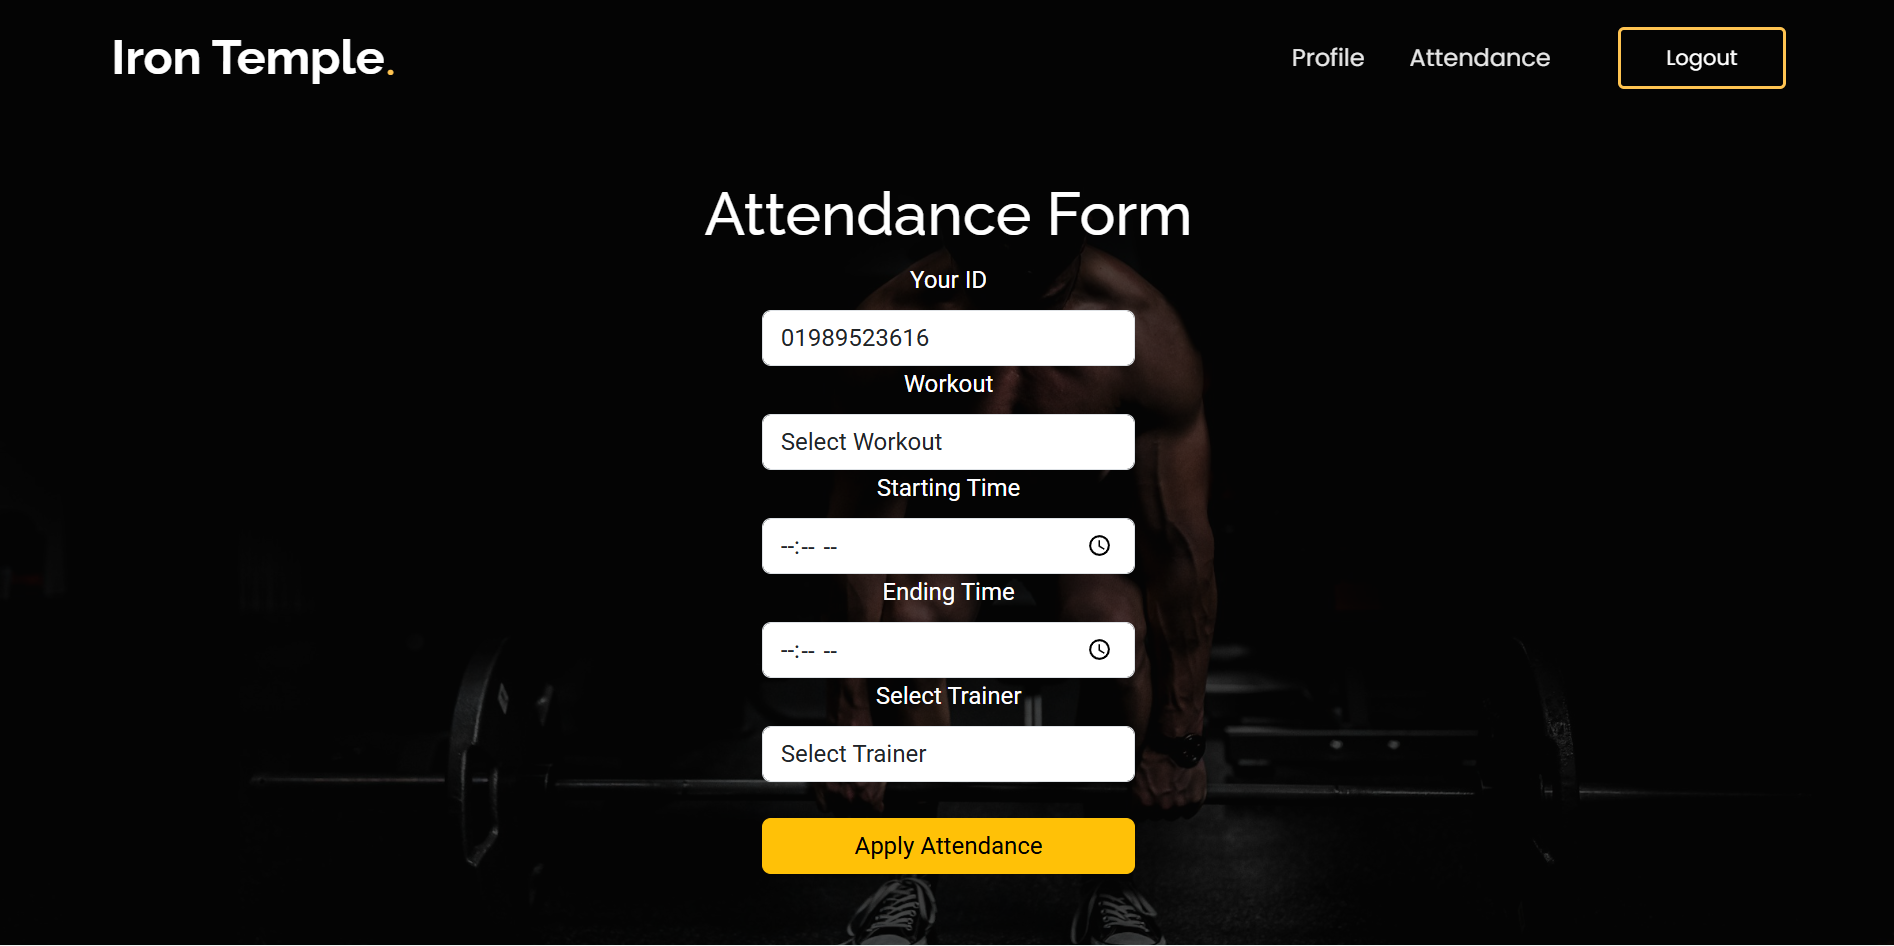 Iron Temple.
Profile
Attendance
Logout
Attendance Form
Your ID
01989523616
Workout
Select Workout
Starting Time
--:-- --
Ending Time
--:-- --
Select Trainer
Select Trainer
Apply Attendance